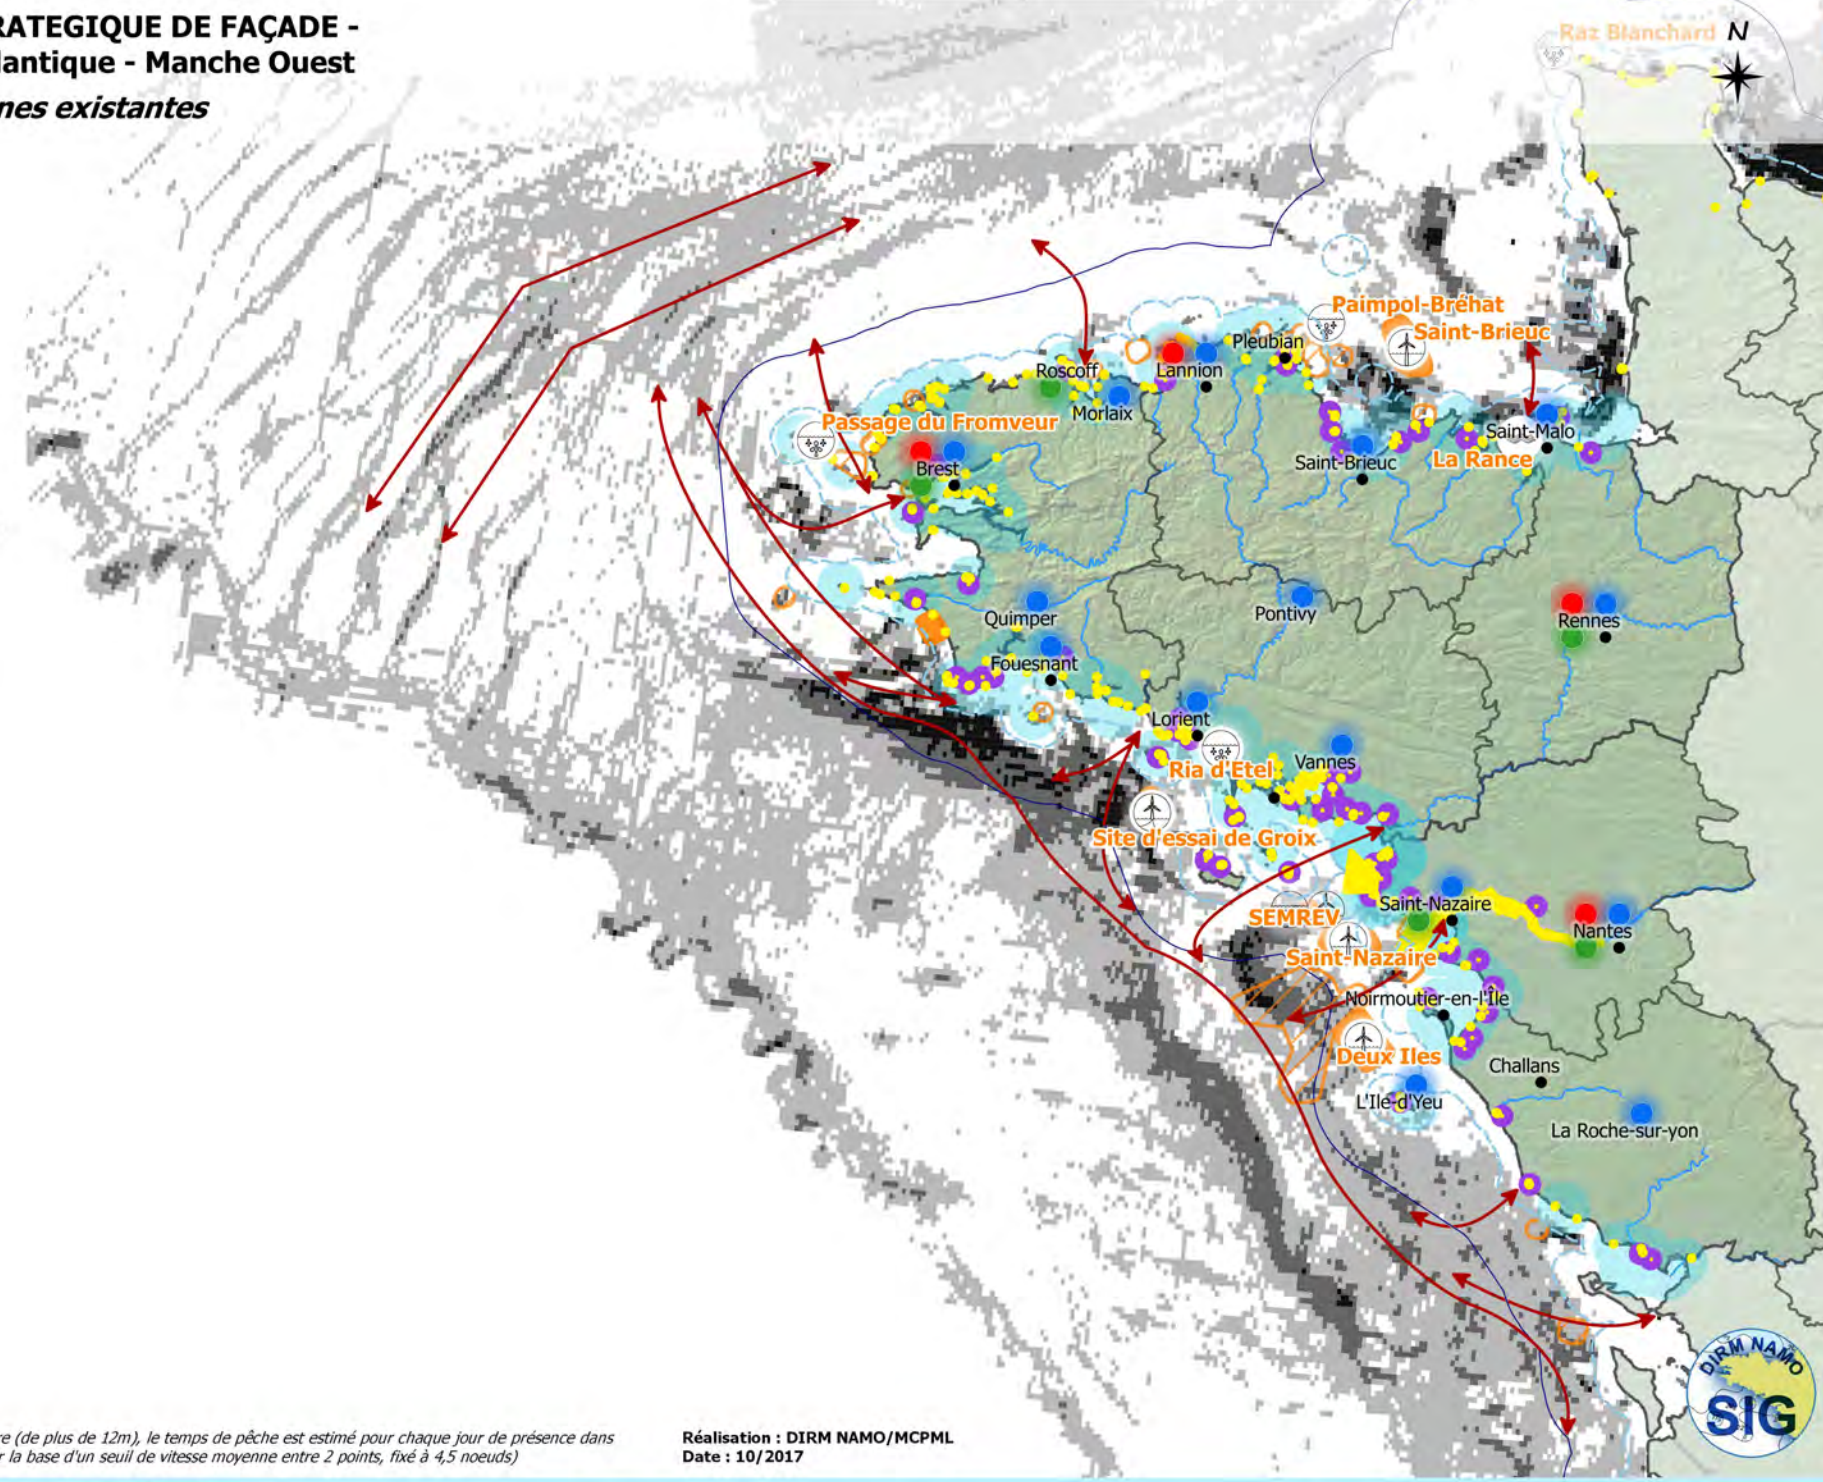 RATEGIQUE DE FAÇADE -
lantique - Manche Ouest
nes existantes
Raz Blanchard
N
Paimpol-Bréhat
Saint-Brieuc
Pleubian
Roscoff
Lannion
Morlaix
Passage du Fromveur
Brest
Saint-Malo
Saint-Brieuc
La Rance
Quimper
Pontivy
Rennes
Fouesnant
Lorient
Ria d'Etel
Vannes
Site d'essai de Groix
Saint-Nazaire
SEMREV
Nantes
Saint-Nazaire
Noirmoutier-en-l'Île
Deux Iles
Challans
L'Ile-d'Yeu
La Roche-sur-yon
DIRM NAMO
SIG
re (de plus de 12m), le temps de pêche est estimé pour chaque jour de présence dans
r la base d'un seuil de vitesse moyenne entre 2 points, fixé à 4,5 noeuds)
Réalisation : DIRM NAMO/MCPML
Date : 10/2017